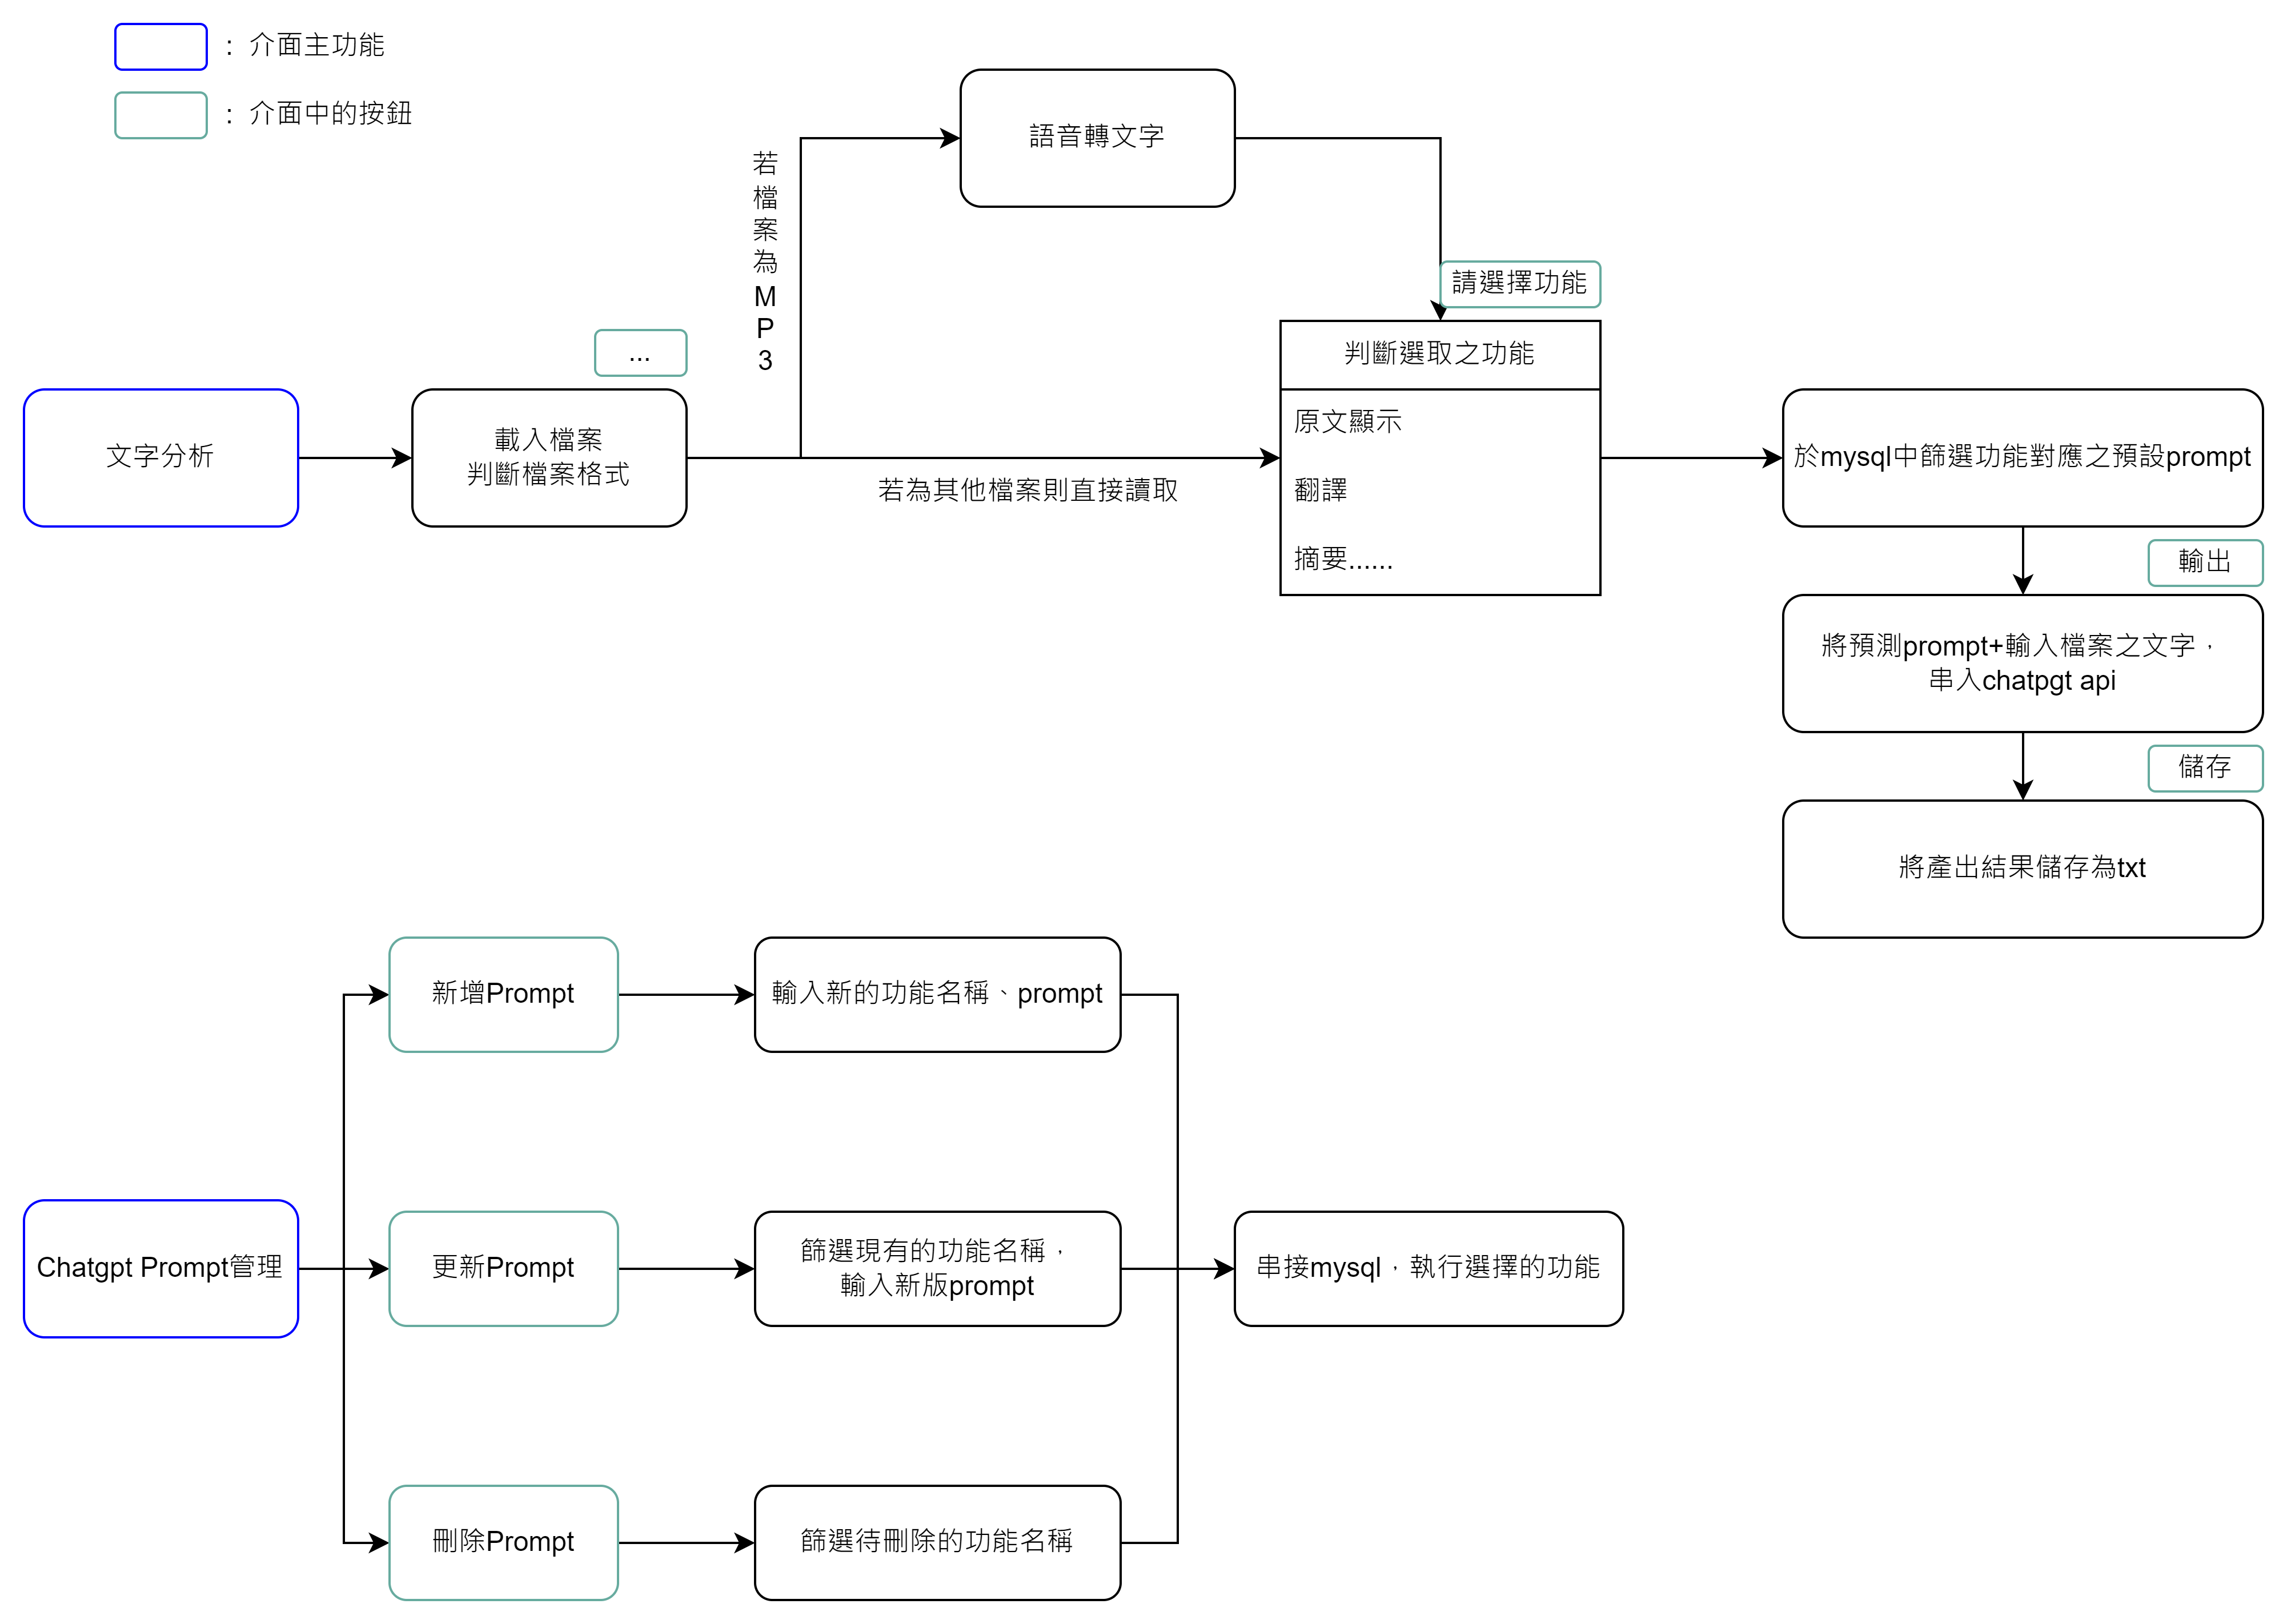 ：介面主功能
：介面中的按鈕
語音轉文字
若
檔
案
為
M
P
3
請選擇功能
...
判斷選取之功能
原文顯示
翻譯
摘要......
文字分析
載入檔案
判斷檔案格式
若為其他檔案則直接讀取
於mysql中篩選功能對應之預設prompt
輸出
將預測prompt+輸入檔案之文字，
串入chatpgt api
儲存
將產出結果儲存為txt
新增Prompt
輸入新的功能名稱、prompt
Chatgpt Prompt管理
更新Prompt
篩選現有的功能名稱，
輸入新版prompt
串接mysql，執行選擇的功能
刪除Prompt
篩選待刪除的功能名稱